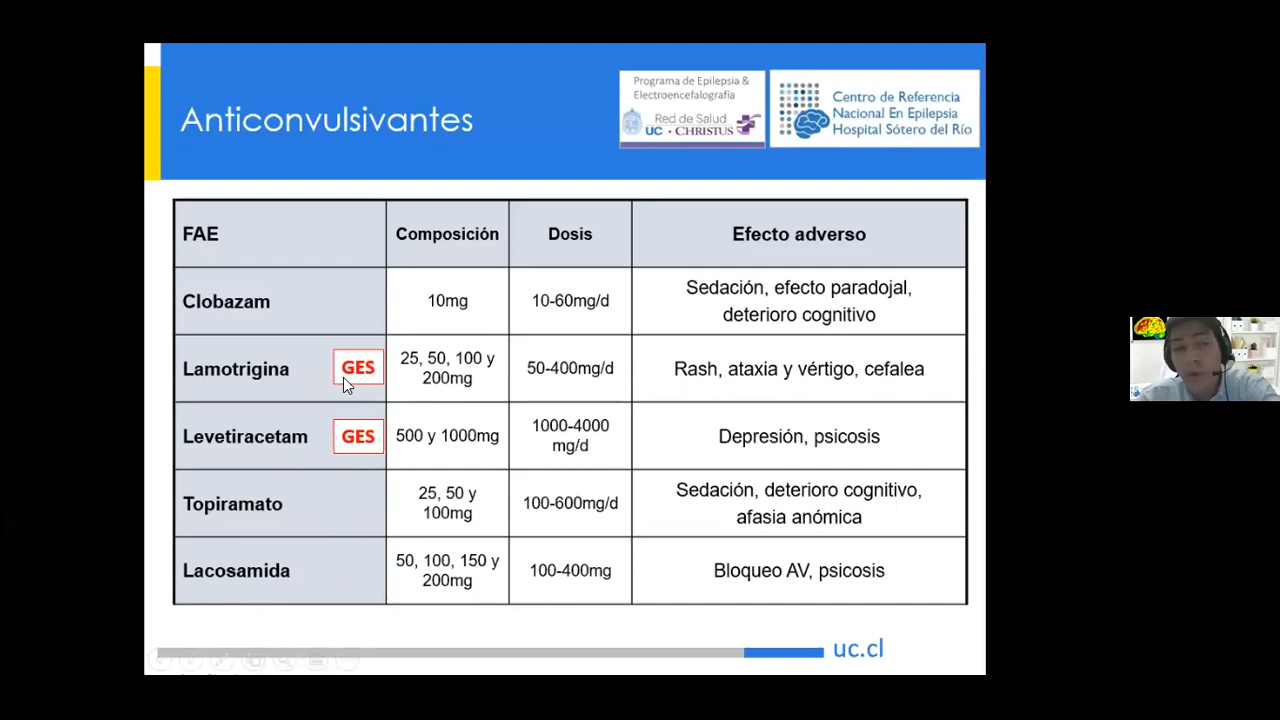 Anticonvulsivantes
Programa de Epilepsia &
Electroencefalografía
Red de Salud
UC · CHRISTUS
Centro de Referencia
Nacional En Epilepsia
Hospital Sótero del Río
FAE
Composición
Dosis
Efecto adverso
Clobazam
10mg
10-60mg/d
Sedación, efecto paradojal,
deterioro cognitivo
Lamotrigina
GES
25, 50, 100 y
200mg
50-400mg/d
Rash, ataxia y vértigo, cefalea
Levetiracetam
GES
500 y 1000mg
1000-4000
mg/d
Depresión, psicosis
Topiramato
25, 50 y
100mg
100-600mg/d
Sedación, deterioro cognitivo,
afasia anómica
Lacosamida
50, 100, 150 y
200mg
100-400mg
Bloqueo AV, psicosis
uc.cl